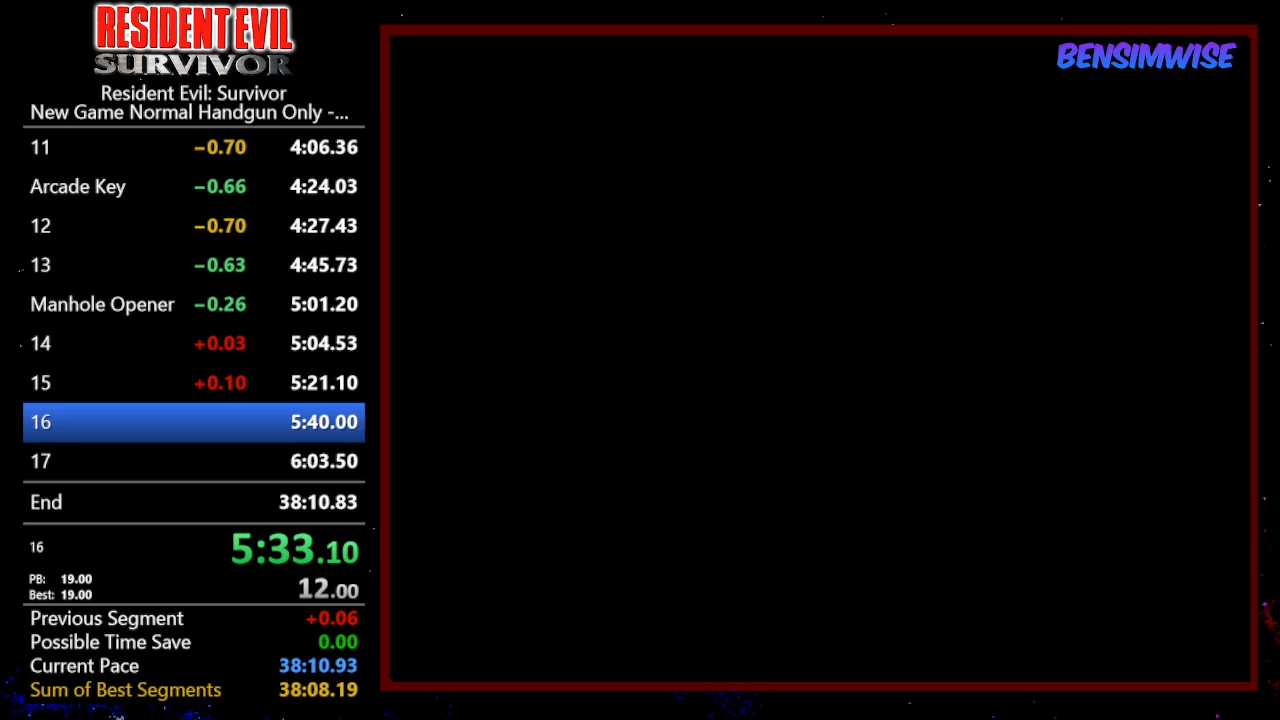 RESIDENT EVIL
SURVIVOR
BENSIMWISE
Resident Evil: Survivor
New Game Normal Handgun Only -...
11 −0.70 4:06.36
Arcade Key −0.66 4:24.03
12 −0.70 4:27.43
13 −0.63 4:45.73
Manhole Opener −0.26 5:01.20
14 +0.03 5:04.53
15 +0.10 5:21.10
16 5:40.00
17 6:03.50
End 38:10.83
16 5:33.10
PB: 19.00
Best: 19.00 12.00
Previous Segment +0.06
Possible Time Save 0.00
Current Pace 38:10.93
Sum of Best Segments 38:08.19